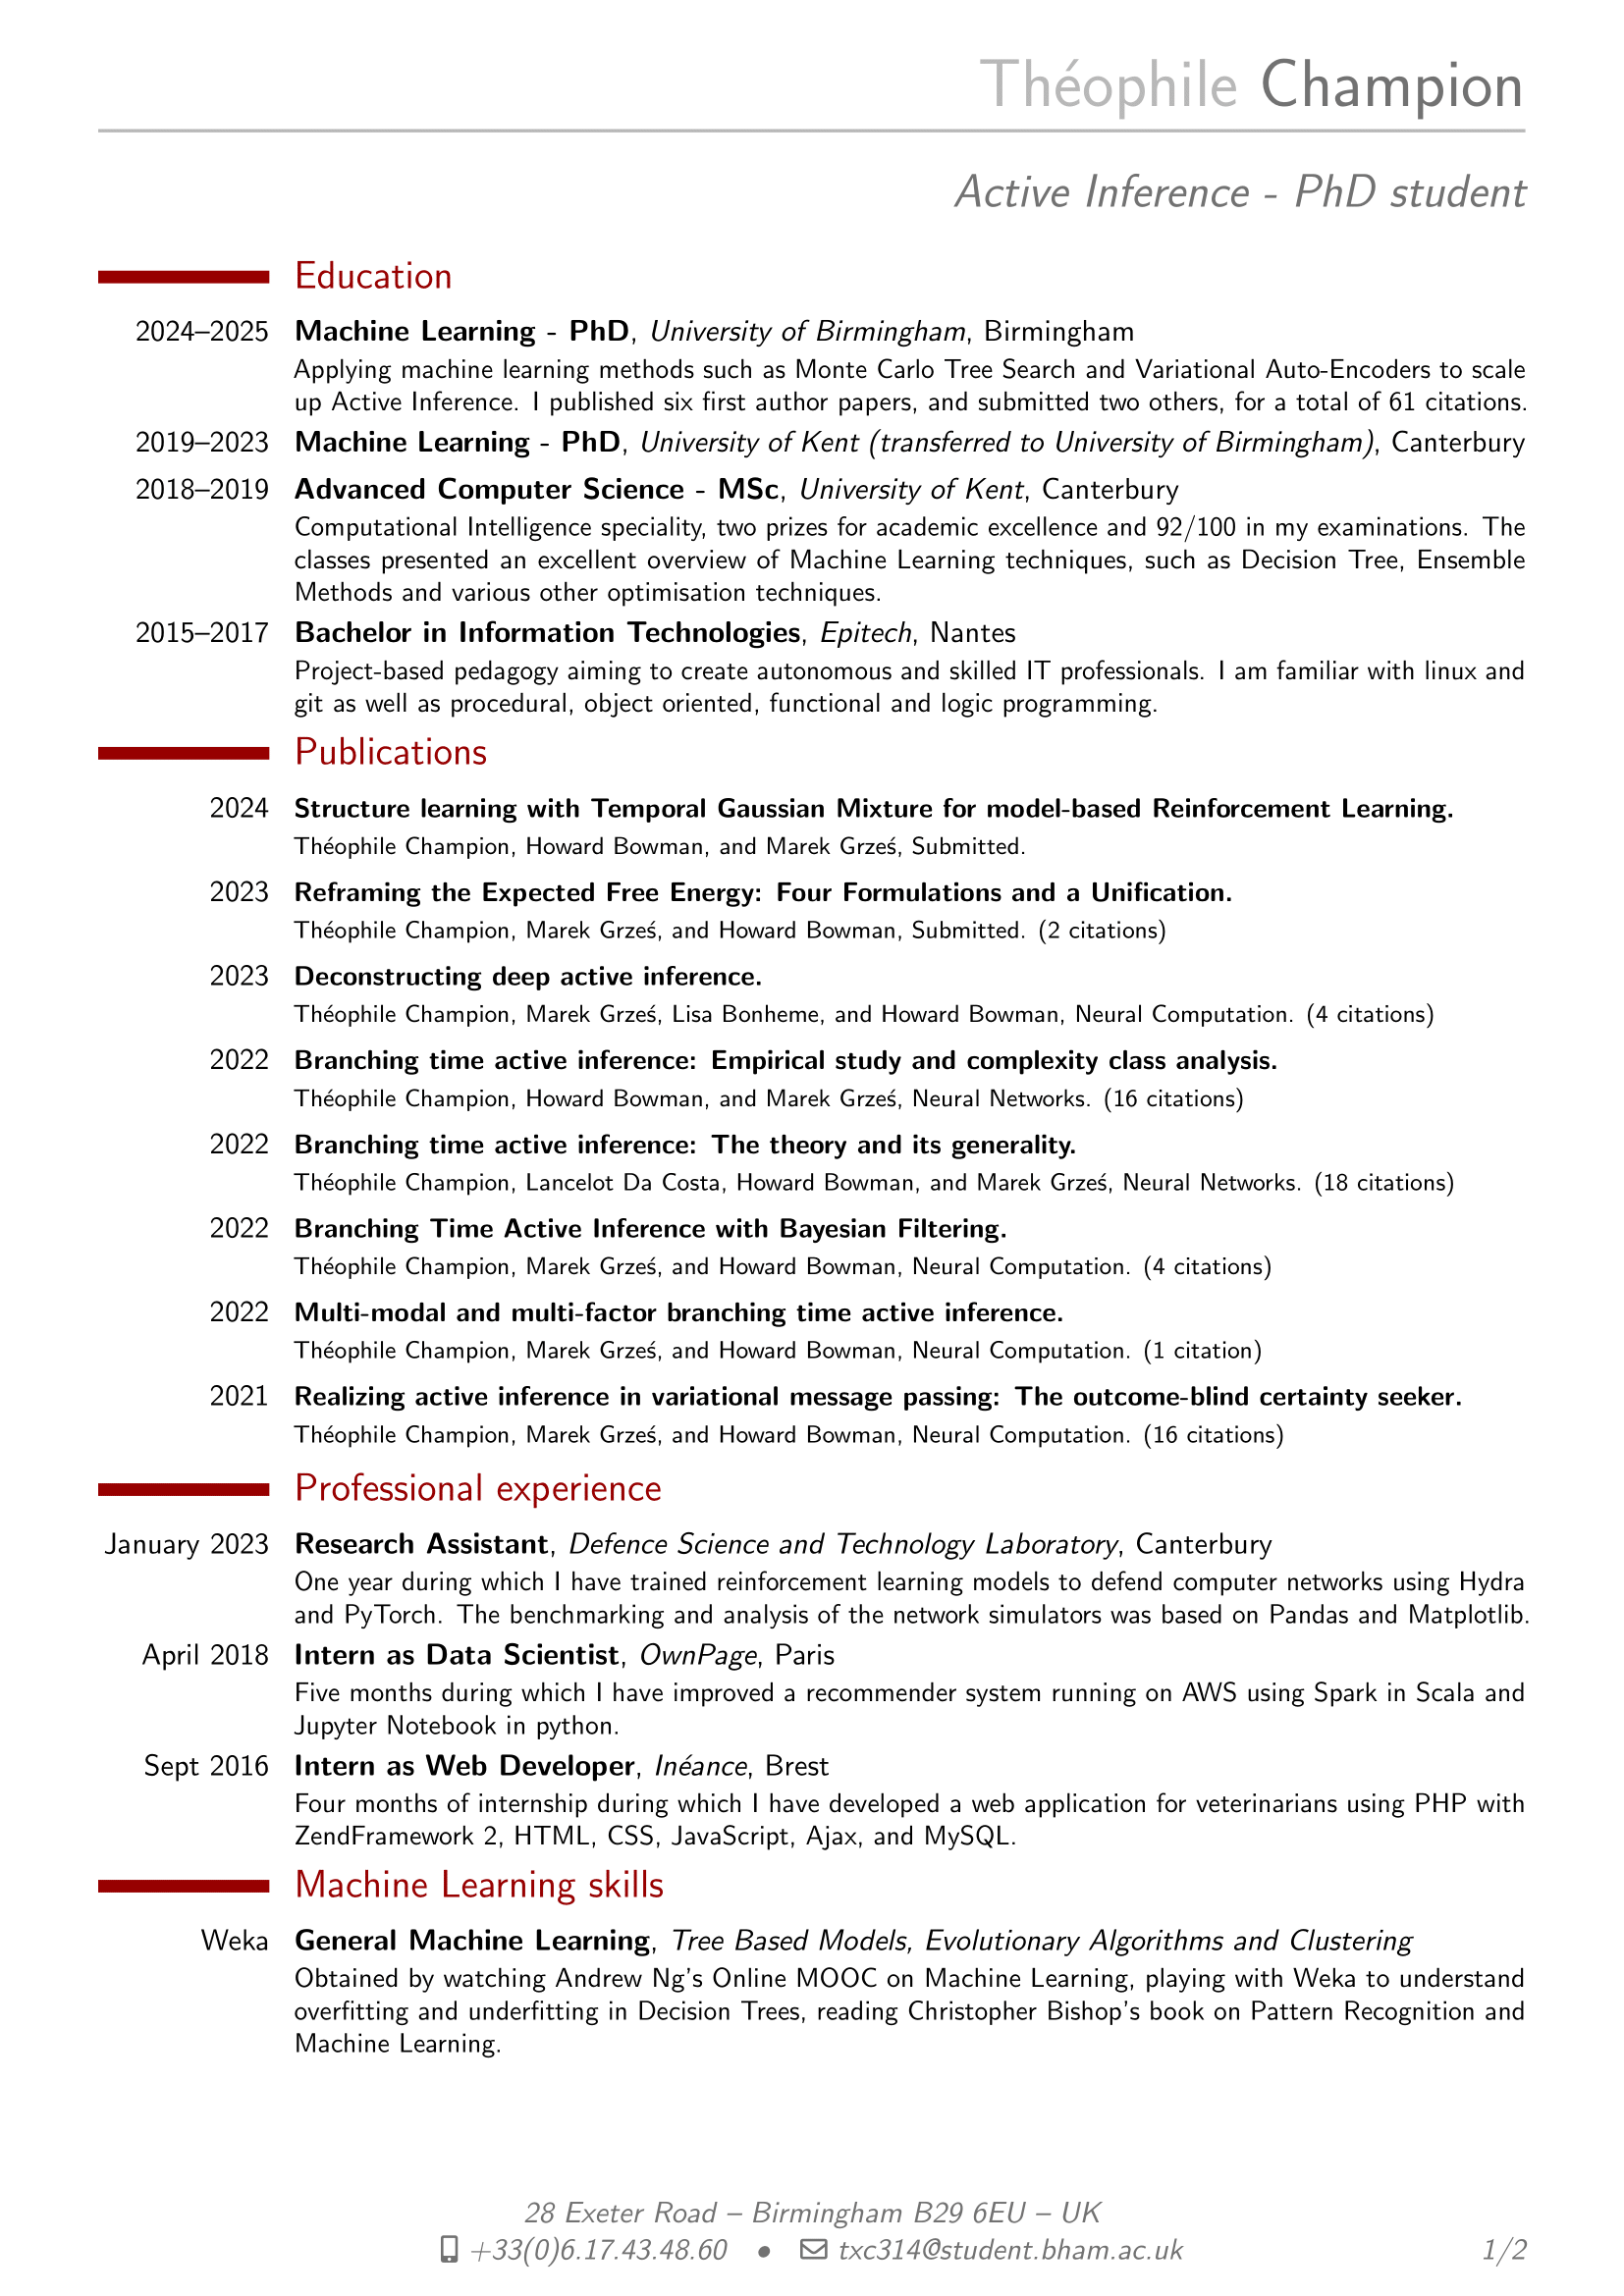 Théophile Champion
Active Inference - PhD student
Education
2024–2025 Machine Learning - PhD, University of Birmingham, Birmingham
Applying machine learning methods such as Monte Carlo Tree Search and Variational Auto-Encoders to scale
up Active Inference. I published six first author papers, and submitted two others, for a total of 61 citations.
2019–2023 Machine Learning - PhD, University of Kent (transferred to University of Birmingham), Canterbury
2018–2019 Advanced Computer Science - MSc, University of Kent, Canterbury
Computational Intelligence speciality, two prizes for academic excellence and 92/100 in my examinations. The
classes presented an excellent overview of Machine Learning techniques, such as Decision Tree, Ensemble
Methods and various other optimisation techniques.
2015–2017 Bachelor in Information Technologies, Epitech, Nantes
Project-based pedagogy aiming to create autonomous and skilled IT professionals. I am familiar with linux and
git as well as procedural, object oriented, functional and logic programming.
Publications
2024 Structure learning with Temporal Gaussian Mixture for model-based Reinforcement Learning.
Théophile Champion, Howard Bowman, and Marek Grześ, Submitted.
2023 Reframing the Expected Free Energy: Four Formulations and a Unification.
Théophile Champion, Marek Grześ, and Howard Bowman, Submitted. (2 citations)
2023 Deconstructing deep active inference.
Théophile Champion, Marek Grześ, Lisa Bonheme, and Howard Bowman, Neural Computation. (4 citations)
2022 Branching time active inference: Empirical study and complexity class analysis.
Théophile Champion, Howard Bowman, and Marek Grześ, Neural Networks. (16 citations)
2022 Branching time active inference: The theory and its generality.
Théophile Champion, Lancelot Da Costa, Howard Bowman, and Marek Grześ, Neural Networks. (18 citations)
2022 Branching Time Active Inference with Bayesian Filtering.
Théophile Champion, Marek Grześ, and Howard Bowman, Neural Computation. (4 citations)
2022 Multi-modal and multi-factor branching time active inference.
Théophile Champion, Marek Grześ, and Howard Bowman, Neural Computation. (1 citation)
2021 Realizing active inference in variational message passing: The outcome-blind certainty seeker.
Théophile Champion, Marek Grześ, and Howard Bowman, Neural Computation. (16 citations)
Professional experience
January 2023 Research Assistant, Defence Science and Technology Laboratory, Canterbury
One year during which I have trained reinforcement learning models to defend computer networks using Hydra
and PyTorch. The benchmarking and analysis of the network simulators was based on Pandas and Matplotlib.
April 2018 Intern as Data Scientist, OwnPage, Paris
Five months during which I have improved a recommender system running on AWS using Spark in Scala and
Jupyter Notebook in python.
Sept 2016 Intern as Web Developer, Inéance, Brest
Four months of internship during which I have developed a web application for veterinarians using PHP with
ZendFramework 2, HTML, CSS, JavaScript, Ajax, and MySQL.
Machine Learning skills
Weka General Machine Learning, Tree Based Models, Evolutionary Algorithms and Clustering
Obtained by watching Andrew Ng's Online MOOC on Machine Learning, playing with Weka to understand
overfitting and underfitting in Decision Trees, reading Christopher Bishop's book on Pattern Recognition and
Machine Learning.
28 Exeter Road – Birmingham B29 6EU – UK
+33(0)6.17.43.48.60 • txc314@student.bham.ac.uk 1/2